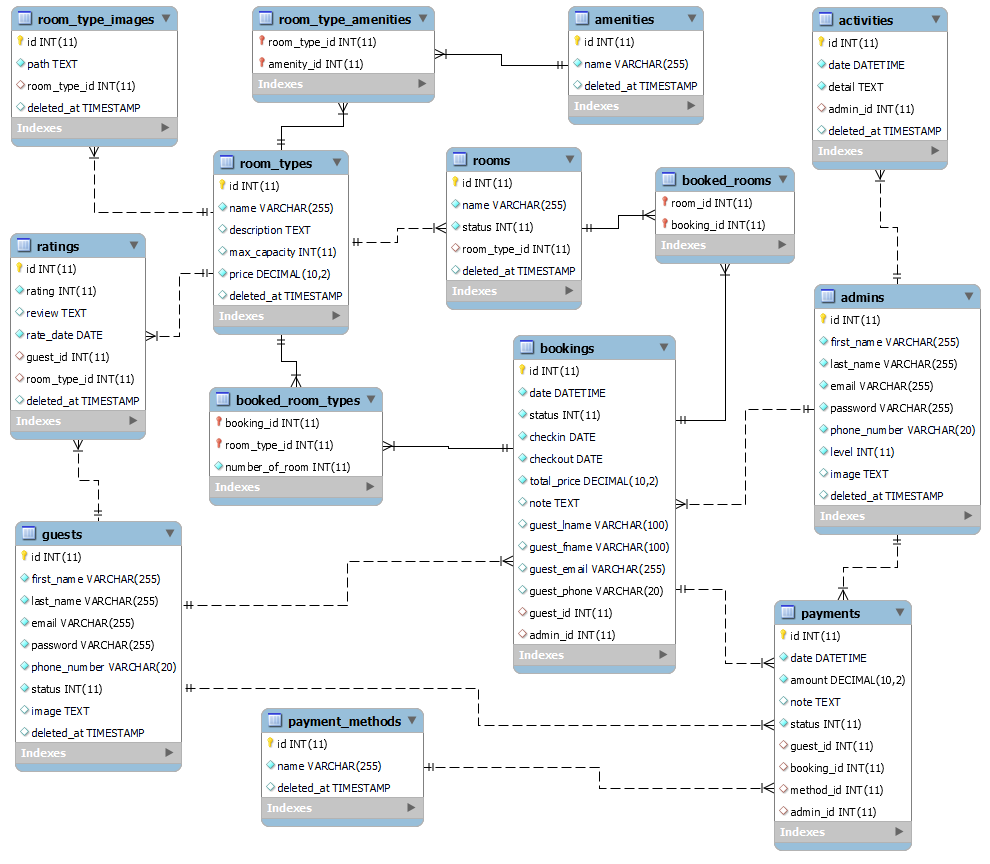 room_type_images
id INT(11)
path TEXT
room_type_id INT(11)
deleted_at TIMESTAMP
Indexes
room_type_amenities
room_type_id INT(11)
amenity_id INT(11)
Indexes
amenities
id INT(11)
name VARCHAR(255)
deleted_at TIMESTAMP
Indexes
activities
id INT(11)
date DATETIME
detail TEXT
admin_id INT(11)
deleted_at TIMESTAMP
Indexes
room_types
id INT(11)
name VARCHAR(255)
description TEXT
max_capacity INT(11)
price DECIMAL(10,2)
deleted_at TIMESTAMP
Indexes
rooms
id INT(11)
name VARCHAR(255)
status INT(11)
room_type_id INT(11)
deleted_at TIMESTAMP
Indexes
booked_rooms
room_id INT(11)
booking_id INT(11)
Indexes
ratings
id INT(11)
rating INT(11)
review TEXT
rate_date DATE
guest_id INT(11)
room_type_id INT(11)
deleted_at TIMESTAMP
Indexes
admins
id INT(11)
first_name VARCHAR(255)
last_name VARCHAR(255)
email VARCHAR(255)
password VARCHAR(255)
phone_number VARCHAR(20)
level INT(11)
image TEXT
deleted_at TIMESTAMP
Indexes
bookings
id INT(11)
date DATETIME
status INT(11)
checkin DATE
checkout DATE
total_price DECIMAL(10,2)
note TEXT
guest_lname VARCHAR(100)
guest_fname VARCHAR(100)
guest_email VARCHAR(255)
guest_phone VARCHAR(20)
guest_id INT(11)
admin_id INT(11)
Indexes
booked_room_types
booking_id INT(11)
room_type_id INT(11)
number_of_room INT(11)
Indexes
guests
id INT(11)
first_name VARCHAR(255)
last_name VARCHAR(255)
email VARCHAR(255)
password VARCHAR(255)
phone_number VARCHAR(20)
status INT(11)
image TEXT
deleted_at TIMESTAMP
Indexes
payment_methods
id INT(11)
name VARCHAR(255)
deleted_at TIMESTAMP
Indexes
payments
id INT(11)
date DATETIME
amount DECIMAL(10,2)
note TEXT
status INT(11)
guest_id INT(11)
booking_id INT(11)
method_id INT(11)
admin_id INT(11)
Indexes